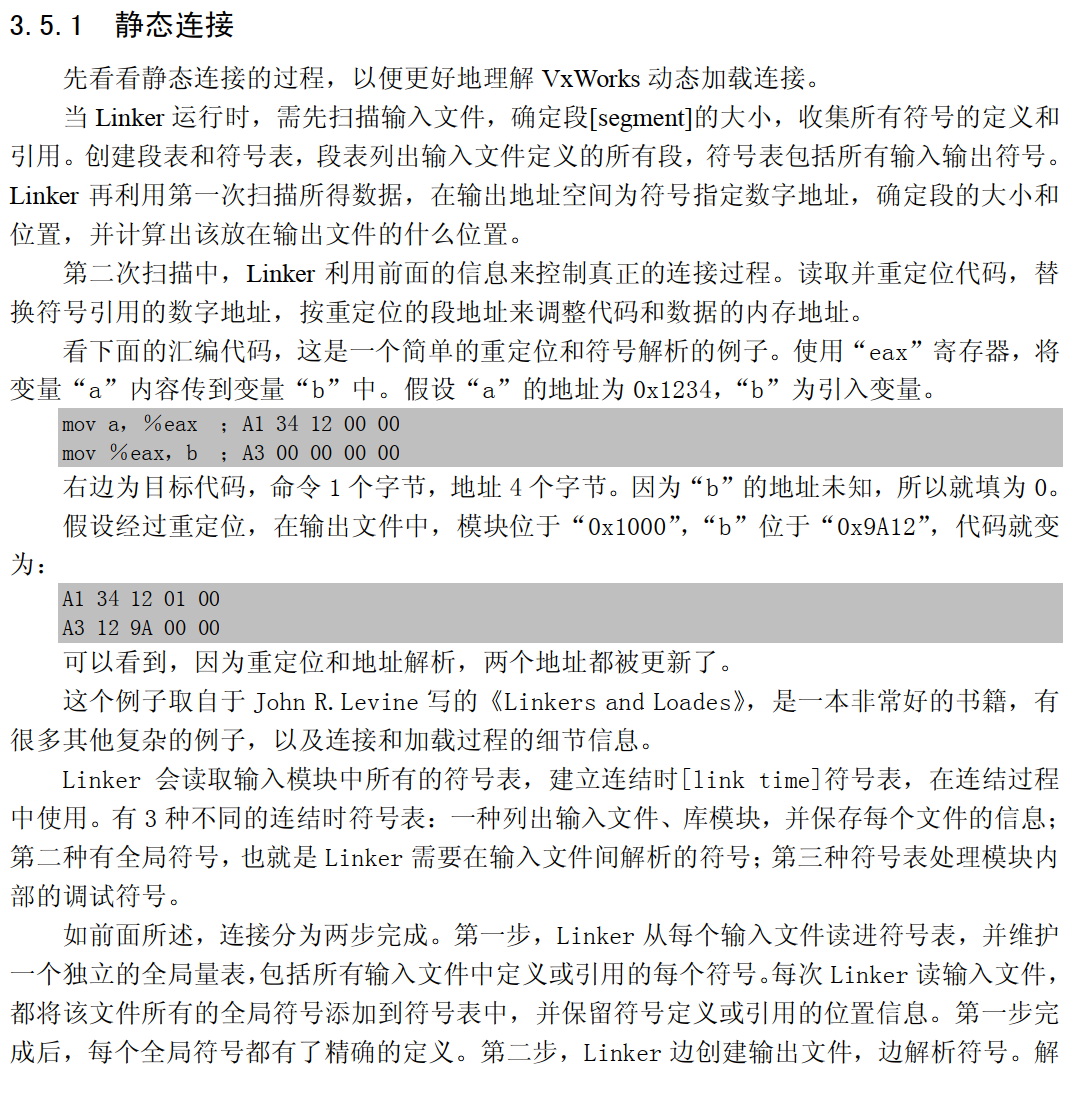 3.5.1 静态连接
先看看静态连接的过程，以便更好地理解 VxWorks 动态加载连接。
当 Linker 运行时，需先扫描输入文件，确定段[segment]的大小，收集所有符号的定义和
引用。创建段表和符号表，段表列出输入文件定义的所有段，符号表包括所有输入输出符号。
Linker 再利用第一次扫描所得数据，在输出地址空间为符号指定数字地址，确定段的大小和
位置，并计算出该放在输出文件的什么位置。
第二次扫描中，Linker 利用前面的信息来控制真正的连接过程。读取并重定位代码，替
换符号引用的数字地址，按重定位的段地址来调整代码和数据的内存地址。
看下面的汇编代码，这是一个简单的重定位和符号解析的例子。使用“eax”寄存器，将
变量“a”内容传到变量“b”中。假设“a”的地址为 0x1234，“b”为引入变量。
mov a，％eax ；A1 34 12 00 00
mov ％eax，b ；A3 00 00 00 00
右边为目标代码，命令 1 个字节，地址 4 个字节。因为“b”的地址未知，所以就填为 0。
假设经过重定位，在输出文件中，模块位于“0x1000”，“b”位于“0x9A12”，代码就变
为：
A1 34 12 01 00
A3 12 9A 00 00
可以看到，因为重定位和地址解析，两个地址都被更新了。
这个例子取自于 John R.Levine 写的《Linkers and Loades》，是一本非常好的书籍，有
很多其他复杂的例子，以及连接和加载过程的细节信息。
Linker 会读取输入模块中所有的符号表，建立连结时[link time]符号表，在连结过程
中使用。有 3 种不同的连结时符号表：一种列出输入文件、库模块，并保存每个文件的信息；
第二种有全局符号，也就是 Linker 需要在输入文件间解析的符号；第三种符号表处理模块内
部的调试符号。
如前面所述，连接分为两步完成。第一步，Linker 从每个输入文件读进符号表，并维护
一个独立的全局量表，包括所有输入文件中定义或引用的每个符号。每次 Linker 读输入文件，
都将该文件所有的全局符号添加到符号表中，并保留符号定义或引用的位置信息。第一步完
成后，每个全局符号都有了精确的定义。第二步，Linker 边创建输出文件，边解析符号。解